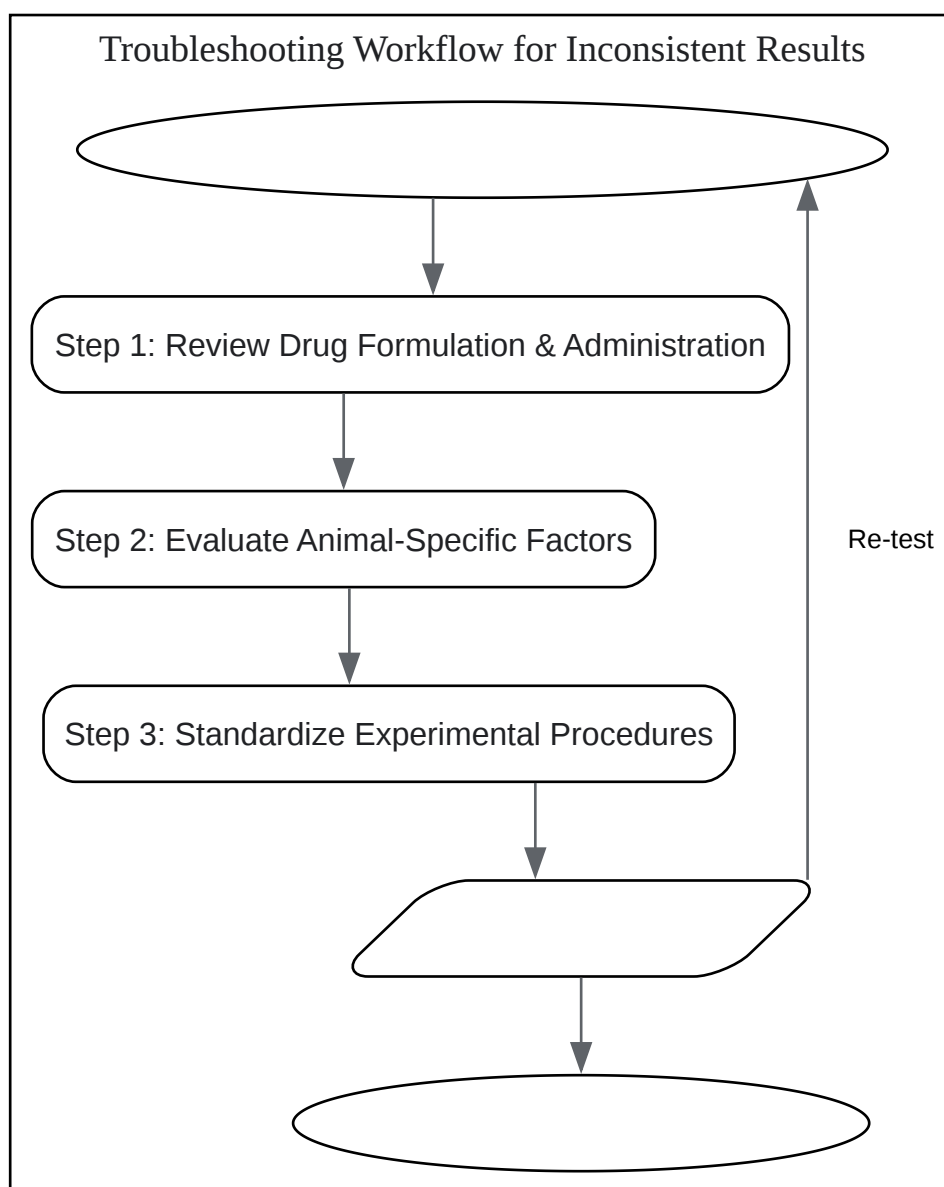 Troubleshooting Workflow for Inconsistent Results
Step 1: Review Drug Formulation & Administration
Step 2: Evaluate Animal-Specific Factors
Re-test
Step 3: Standardize Experimental Procedures